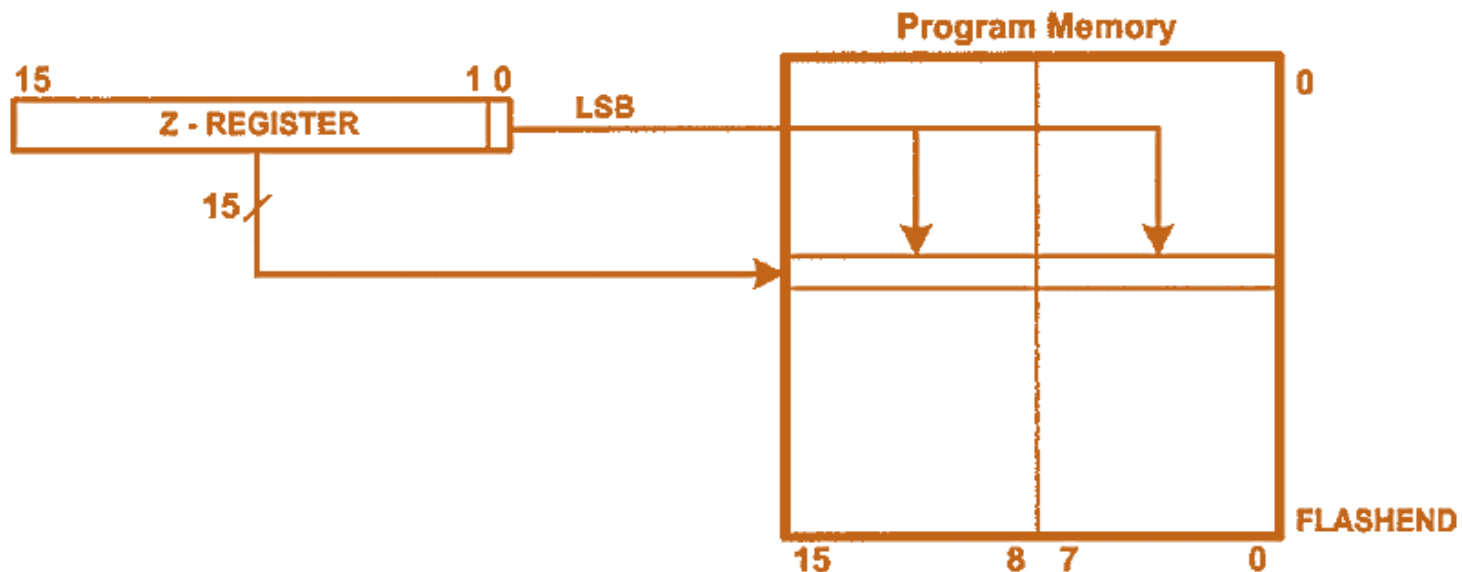 Program Memory
15 1 0 0
Z - REGISTER LSB
15
FLASHEND
15 8 7 0